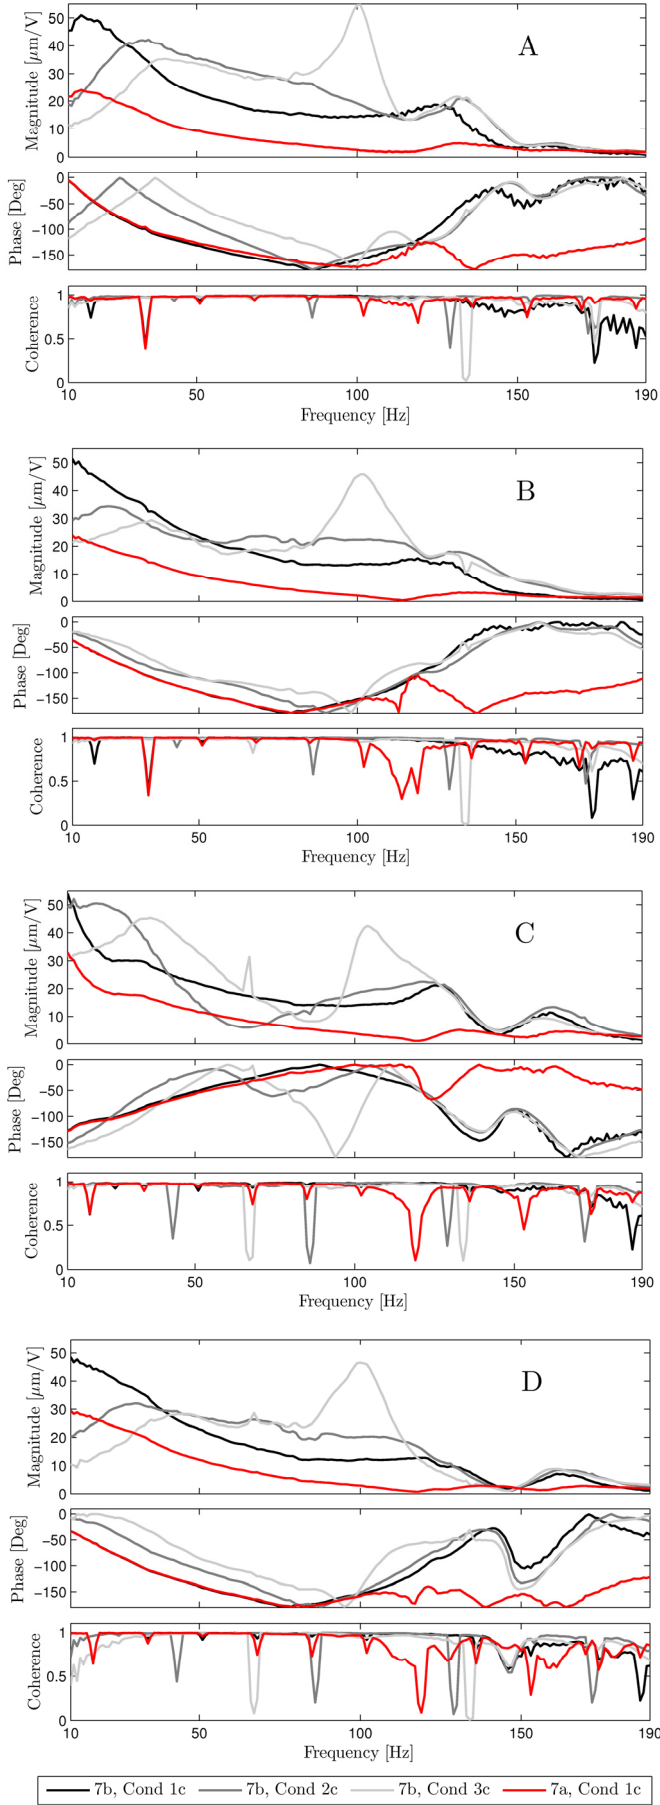 50
40
30
20
10
0
Magnitude [μm/V]
A
0
−50
−100
−150
Phase [Deg]
1
0.5
0
Coherence
10 50 100 150 190
Frequency [Hz]
50
40
30
20
10
0
Magnitude [μm/V]
B
0
−50
−100
−150
Phase [Deg]
1
0.5
0
Coherence
10 50 100 150 190
Frequency [Hz]
50
40
30
20
10
0
Magnitude [μm/V]
C
0
−50
−100
−150
Phase [Deg]
1
0.5
0
Coherence
10 50 100 150 190
Frequency [Hz]
50
40
30
20
10
0
Magnitude [μm/V]
D
0
−50
−100
−150
Phase [Deg]
1
0.5
0
Coherence
10 50 100 150 190
Frequency [Hz]
7b, Cond 1c 7b, Cond 2c 7b, Cond 3c 7a, Cond 1c